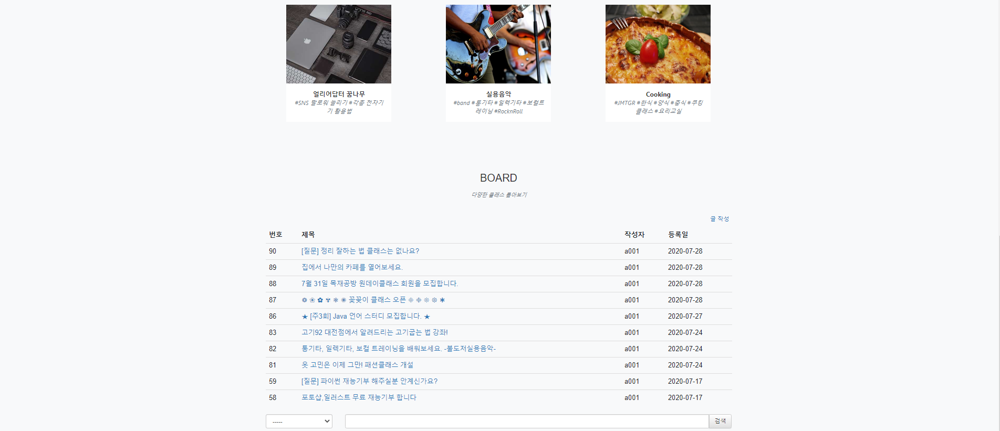 얼리어답터 꿈나무
#SNS 팔로워 늘리기 #각종 전자기
기 활용법
실용음악
#band #통기타 #일렉기타 #보컬트
레이닝 #RocknRoll
Cooking
#JMTGR #한식 #양식 #중식 #쿠킹
클래스 #요리교실
BOARD
다양한 클래스 톺아보기
글 작성
번호 제목 작성자 등록일
90 [질문] 정리 잘하는 법 클래스는 없나요? a001 2020-07-28
89 집에서 나만의 카페를 열어보세요. a001 2020-07-28
88 7월 31일 목재공방 원데이클래스 회원을 모집합니다. a001 2020-07-28
87 ❁ ❀ ✿ ✾ ❃ ✺ 꽃꽂이 클래스 오픈 ❊ ❉ ❊ ❊ ✱ a001 2020-07-28
86 ★ [주3회] Java 언어 스터디 모집합니다. ★ a001 2020-07-27
83 고기92 대전점에서 알려드리는 고기굽는 법 강좌! a001 2020-07-24
82 통기타, 일렉기타, 보컬 트레이닝을 배워보세요. -불도저실용음악- a001 2020-07-24
81 옷 고민은 이제 그만! 패션클래스 개설 a001 2020-07-24
59 [질문] 파이썬 재능기부 해주실분 안계신가요? a001 2020-07-17
58 포토샵,일러스트 무료 재능기부 합니다 a001 2020-07-17
----- 검색